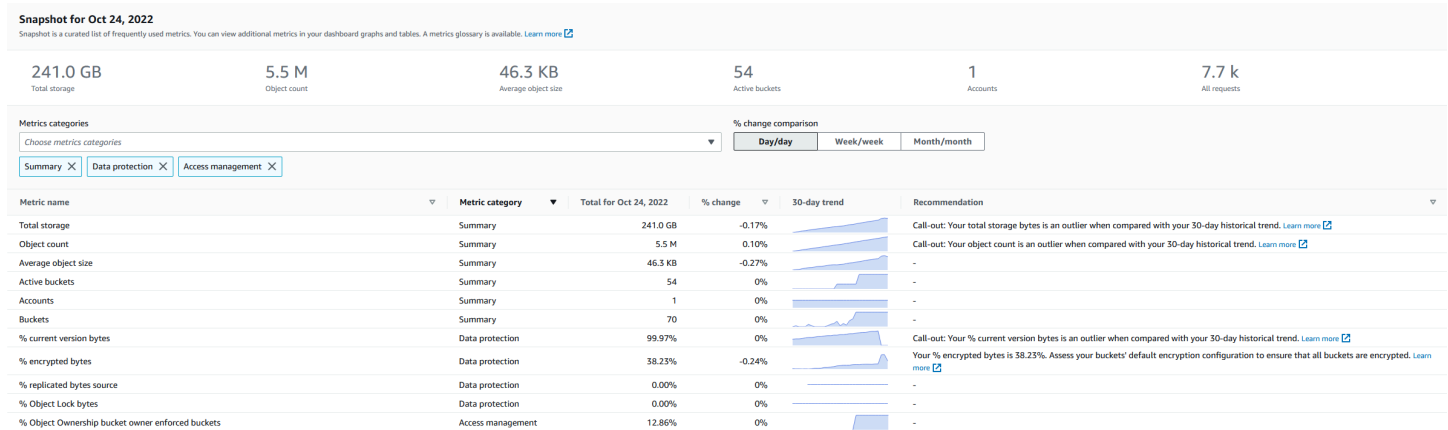 Snapshot for Oct 24, 2022
Snapshot is a curated list of frequently used metrics. You can view additional metrics in your dashboard graphs and tables. A metrics glossary is available. Learn more
241.0 GB 5.5 M 46.3 KB 54 1 7.7 k
Total storage Object count Average object size Active buckets Accounts All requests
Metrics categories % change comparison
Choose metrics categories Day/day Week/week Month/month
Summary Data protection Access management
Metric name Metric category Total for Oct 24, 2022 % change 30-day trend Recommendation
Total storage Summary 241.0 GB -0.17% Call-out: Your total storage bytes is an outlier when compared with your 30-day historical trend. Learn more
Object count Summary 5.5 M 0.10% Call-out: Your object count is an outlier when compared with your 30-day historical trend. Learn more
Average object size Summary 46.3 KB -0.27% -
Active buckets Summary 54 0% -
Accounts Summary 1 0% -
Buckets Summary 70 0% -
% current version bytes Data protection 99.97% 0% Call-out: Your % current version bytes is an outlier when compared with your 30-day historical trend. Learn more
% encrypted bytes Data protection 38.23% -0.24% Your % encrypted bytes is 38.23%. Assess your buckets' default encryption configuration to ensure that all buckets are encrypted. Learn
more
% replicated bytes source Data protection 0.00% 0% -
% Object Lock bytes Data protection 0.00% 0% -
% Object Ownership bucket owner enforced buckets Access management 12.86% 0% -